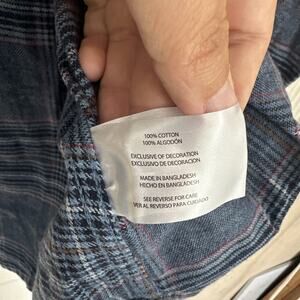 100% COTTON
100% ALGODÓN
EXCLUSIVE OF DECORATION
EXCLUSIVO DE DECORACION
MADE IN BANGLADESH
HECHO EN BANGLADESH
SEE REVERSE FOR CARE
VER AL REVERSO PARA CUIDADO